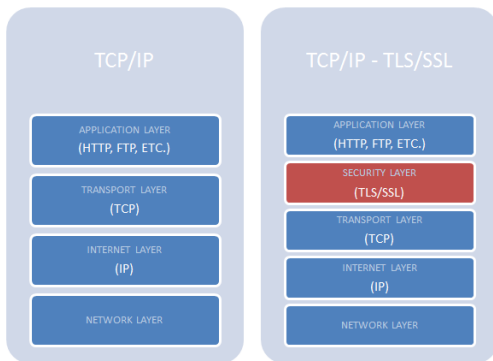 TCP/IP
APPLICATION LAYER
(HTTP, FTP, ETC.)
TRANSPORT LAYER
(TCP)
INTERNET LAYER
(IP)
NETWORK LAYER
TCP/IP - TLS/SSL
APPLICATION LAYER
(HTTP, FTP, ETC.)
SECURITY LAYER
(TLS/SSL)
TRANSPORT LAYER
(TCP)
INTERNET LAYER
(IP)
NETWORK LAYER